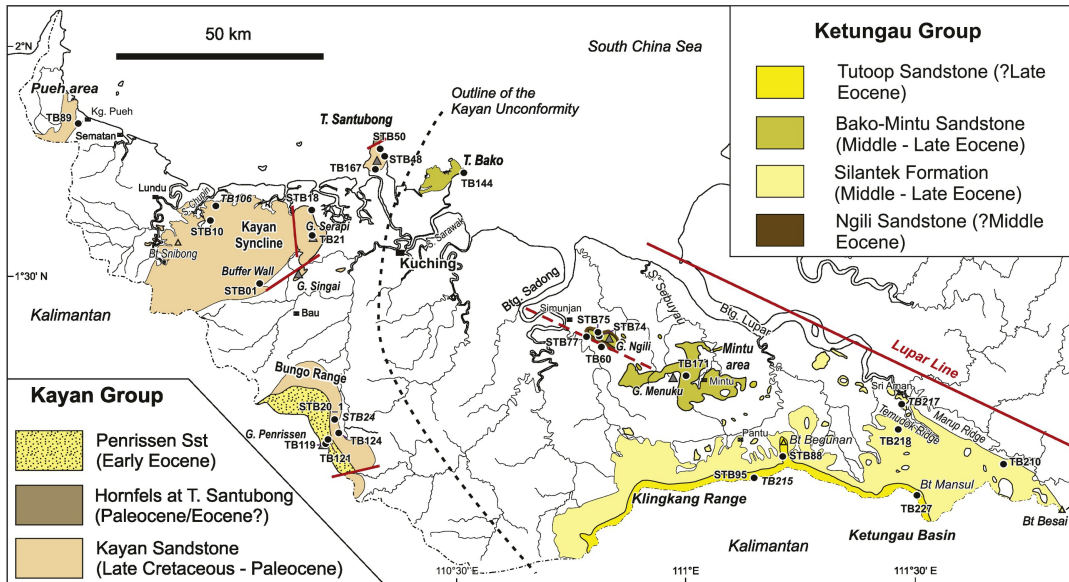 50 km
2°N
South China Sea
Pueh area
TB89
Kg. Pueh
Sematan
Outline of the
Kayan Unconformity
T. Santubong
STB50
STB48
TB167
T. Bako
TB144
Lundu
TB106
STB18
STB10
Kayan
Syncline
G. Serapi
TB21
Bt Snibong
Buffer Wall
STB01
G. Singai
S. Sarawak
Kuching
1°30' N
Kalimantan
Bau
Btg. Sadong
Simunjan
STB75
STB74
STB77
G. Ngili
TB60
S. Sebuyau
Btg. Lupar
Lupar Line
Mintu
area
TB171
G. Menuku
Mintu
Bungo Range
STB20_1
STB24
G. Penrissen
TB119
TB124
TB121
Sri Aman
TB217
Temudok Ridge
Marup Ridge
TB218
Pantu
Bt Begunan
STB88
STB95
TB215
TB210
Bt Mansul
TB227
Bt Besai
Klingkang Range
Ketungau Basin
Kalimantan
110°30' E
111°E
111°30' E
Ketungau Group
Tutoop Sandstone (?Late
Eocene)
Bako-Mintu Sandstone
(Middle - Late Eocene)
Silantek Formation
(Middle - Late Eocene)
Ngili Sandstone (?Middle
Eocene)
Kayan Group
Penrissen Sst
(Early Eocene)
Hornfels at T. Santubong
(Paleocene/Eocene?)
Kayan Sandstone
(Late Cretaceous - Paleocene)